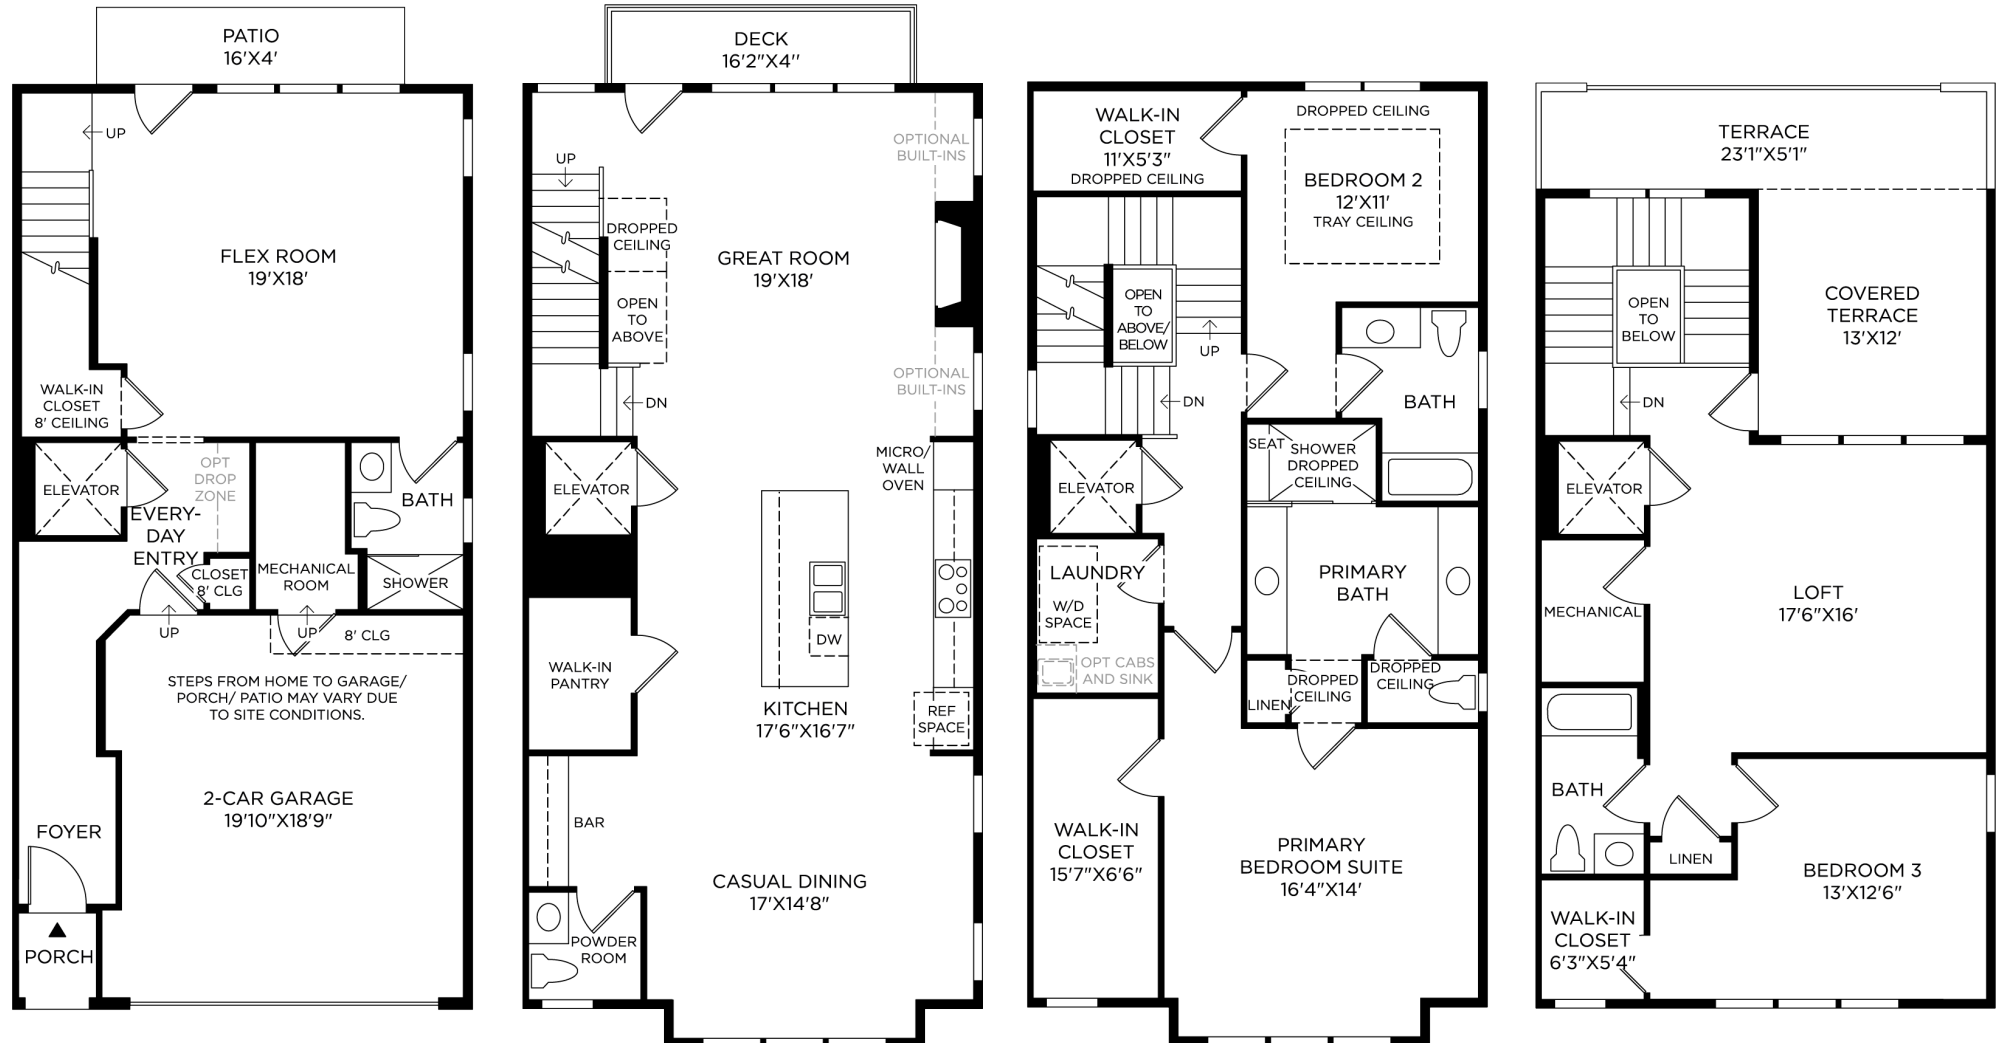 PATIO
16'X4'
UP
FLEX ROOM
19'X18'
WALK-IN
CLOSET
8' CEILING
ELEVATOR
OPT
DROP
ZONE
EVERY-
DAY
ENTRY
BATH
CLOSET
8' CLG
MECHANICAL
ROOM
SHOWER
UP
UP
8' CLG
STEPS FROM HOME TO GARAGE/
PORCH/ PATIO MAY VARY DUE
TO SITE CONDITIONS.
2-CAR GARAGE
19'10"X18'9"
FOYER
PORCH
DECK
16'2"X4''
OPTIONAL
BUILT-INS
UP
DROPPED
CEILING
GREAT ROOM
19'X18'
OPEN
TO
ABOVE
OPTIONAL
BUILT-INS
DN
MICRO/
WALL
OVEN
ELEVATOR
DW
WALK-IN
PANTRY
KITCHEN
17'6"X16'7"
REF
SPACE
BAR
CASUAL DINING
17'X14'8"
POWDER
ROOM
WALK-IN
CLOSET
11'X5'3"
DROPPED CEILING
DROPPED CEILING
BEDROOM 2
12'X11'
TRAY CEILING
OPEN
TO
ABOVE/
BELOW
UP
DN
BATH
SEAT
SHOWER
DROPPED
CEILING
ELEVATOR
LAUNDRY
W/D
SPACE
OPT CABS
AND SINK
PRIMARY
BATH
LINEN
DROPPED
CEILING
DROPPED
CEILING
WALK-IN
CLOSET
15'7"X6'6"
PRIMARY
BEDROOM SUITE
16'4"X14'
TERRACE
23'1"X5'1"
COVERED
TERRACE
13'X12'
OPEN
TO
BELOW
DN
ELEVATOR
LOFT
17'6"X16'
MECHANICAL
BATH
LINEN
BEDROOM 3
13'X12'6"
WALK-IN
CLOSET
6'3"X5'4"